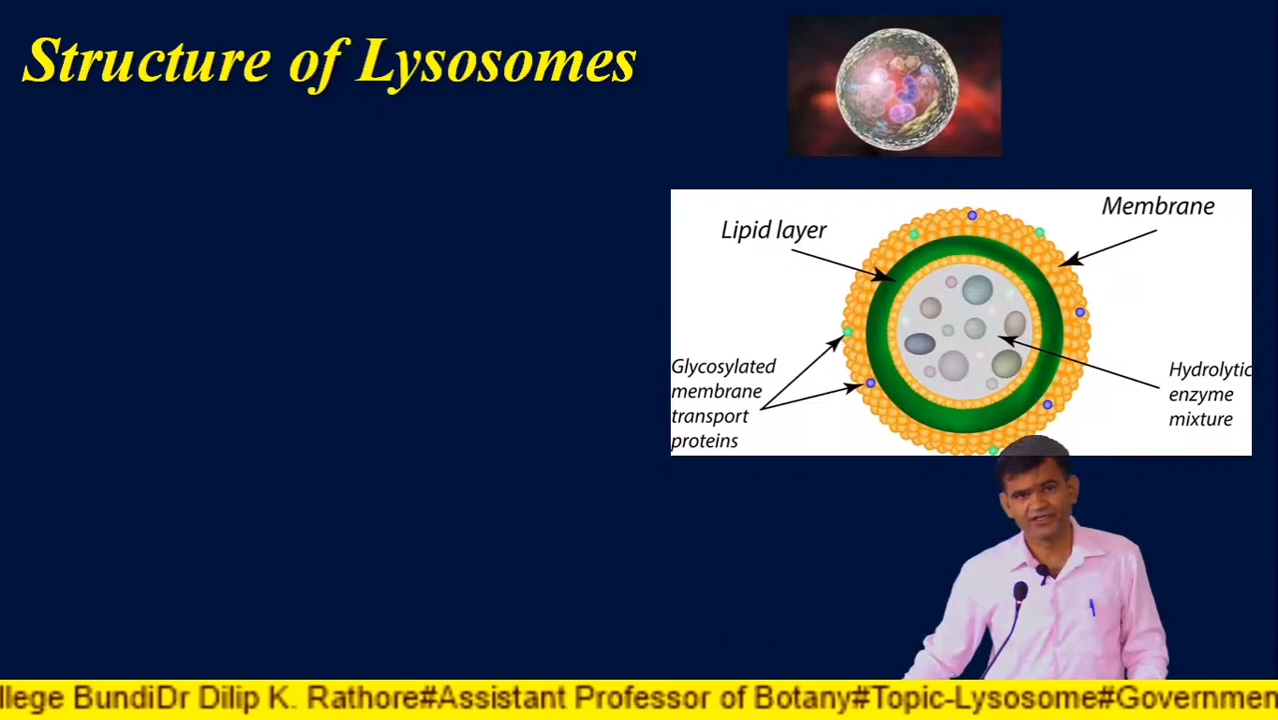 Structure of Lysosomes
Lipid layer
Membrane
Glycosylated
membrane
transport
proteins
Hydrolytic
enzyme
mixture
llege BundiDr Dilip K. Rathore#Assistant Professor of Botany#Topic-Lysosome#Governmen